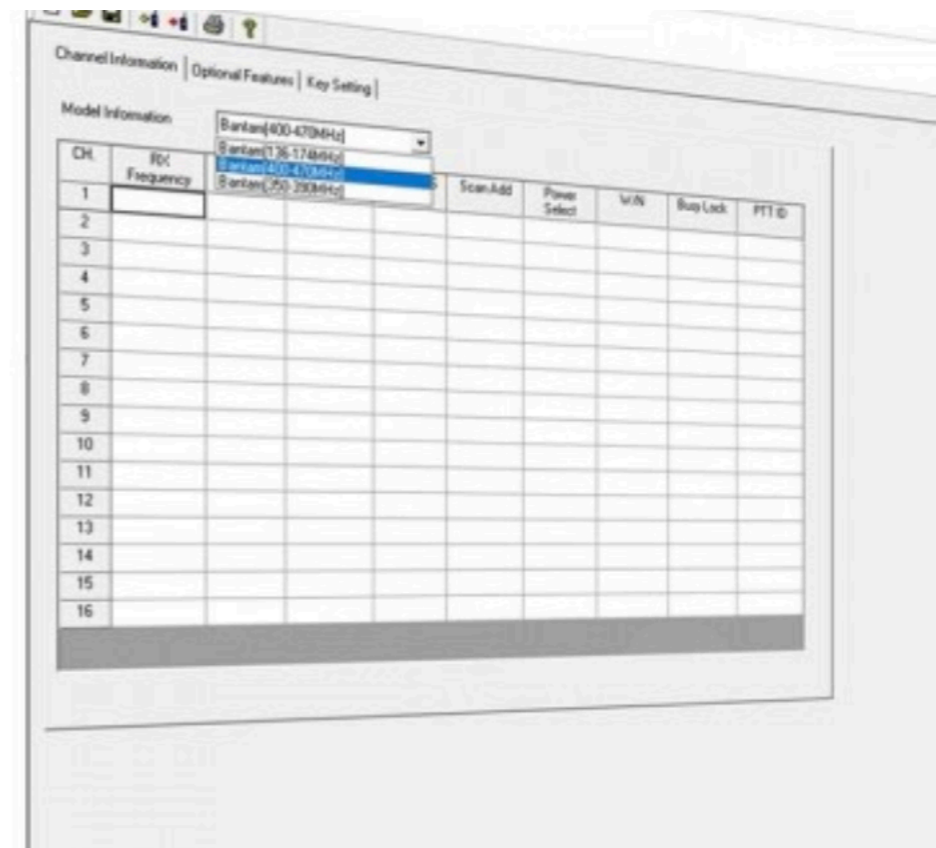 Channel Information | Optional Features | Key Setting
Model Information
Bantam[400-470MHz]
Bantam[136-174MHz]
Bantam[400-470MHz]
Bantam[350-390MHz]
CH. RX Frequency S Scan Add Power Select W/N Busy Lock PTT ID
1
2
3
4
5
6
7
8
9
10
11
12
13
14
15
16